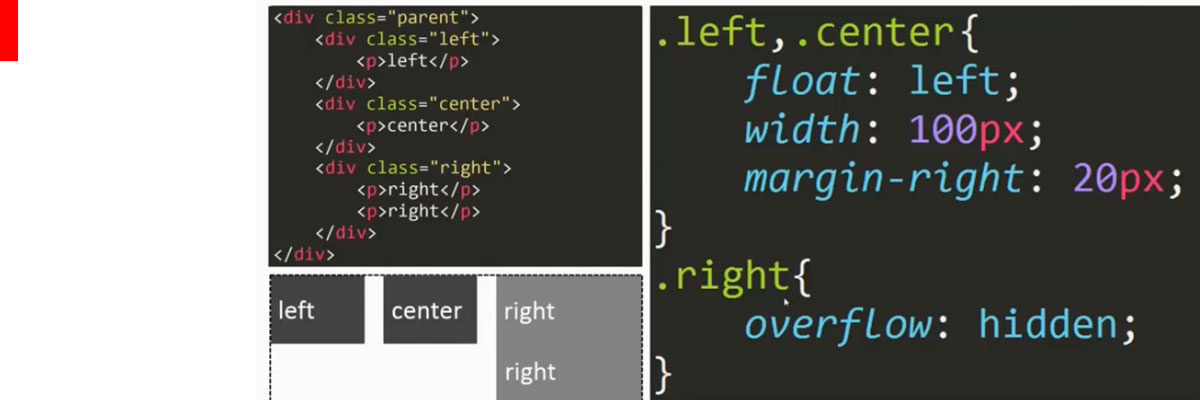 <div class="parent">
<div class="left">
<p>left</p>
</div>
<div class="center">
<p>center</p>
</div>
<div class="right">
<p>right</p>
<p>right</p>
</div>
</div>
left center right
right
.left,.center{
float: left;
width: 100px;
margin-right: 20px;
}
.right{
overflow: hidden;
}